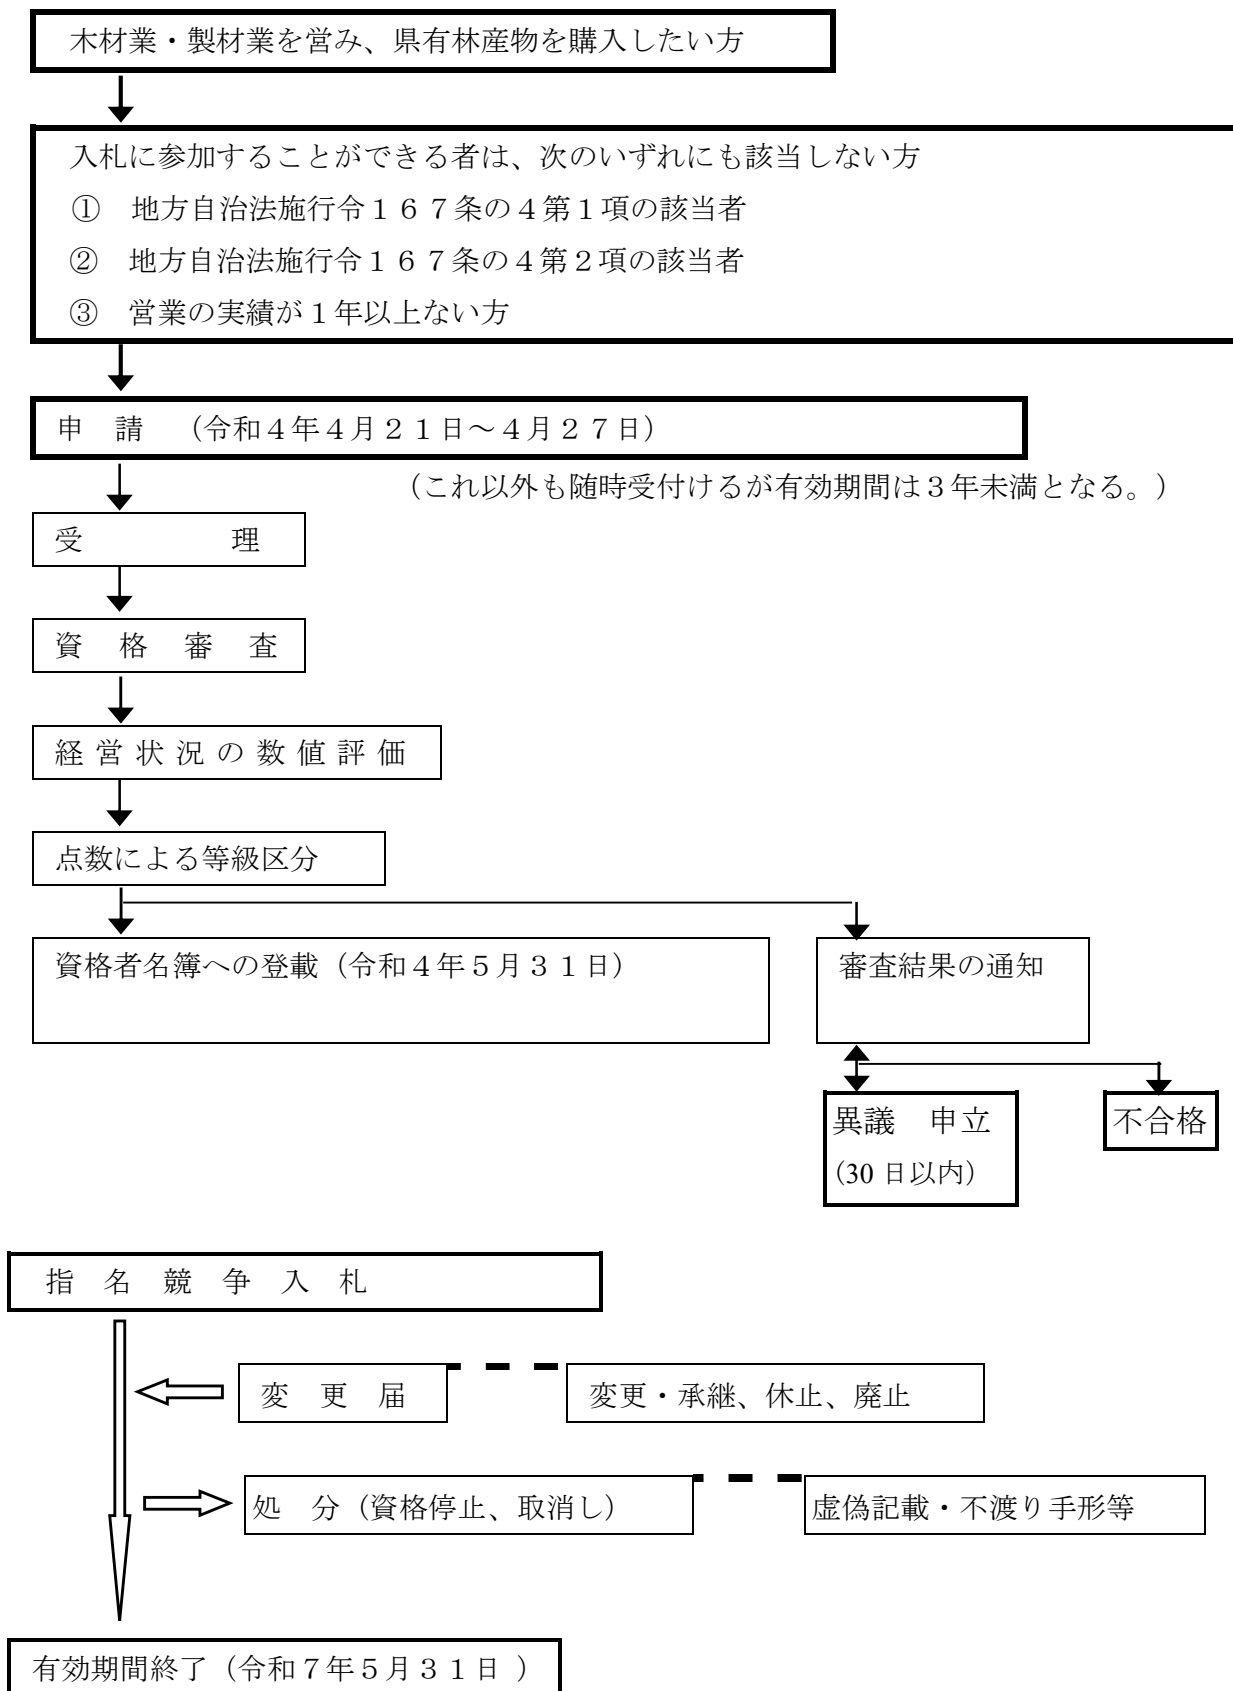 木材業・製材業を営み、県有林産物を購入したい方
入札に参加することができる者は、次のいずれにも該当しない方
① 地方自治法施行令１６７条の４第１項の該当者
② 地方自治法施行令１６７条の４第２項の該当者
③ 営業の実績が１年以上ない方
申　請　（令和４年４月２１日～４月２７日）
（これ以外も随時受付けるが有効期間は３年未満となる。）
受　　　　　理
資　格　審　査
経営状況の数値評価
点数による等級区分
資格者名簿への登載（令和４年５月３１日）
審査結果の通知
異議　申立
（30 日以内）
不合格
指　名　競　争　入　札
変　更　届
変更・承継、休止、廃止
処　分（資格停止、取消し）
虚偽記載・不渡り手形等
有効期間終了（令和７年５月３１日 ）